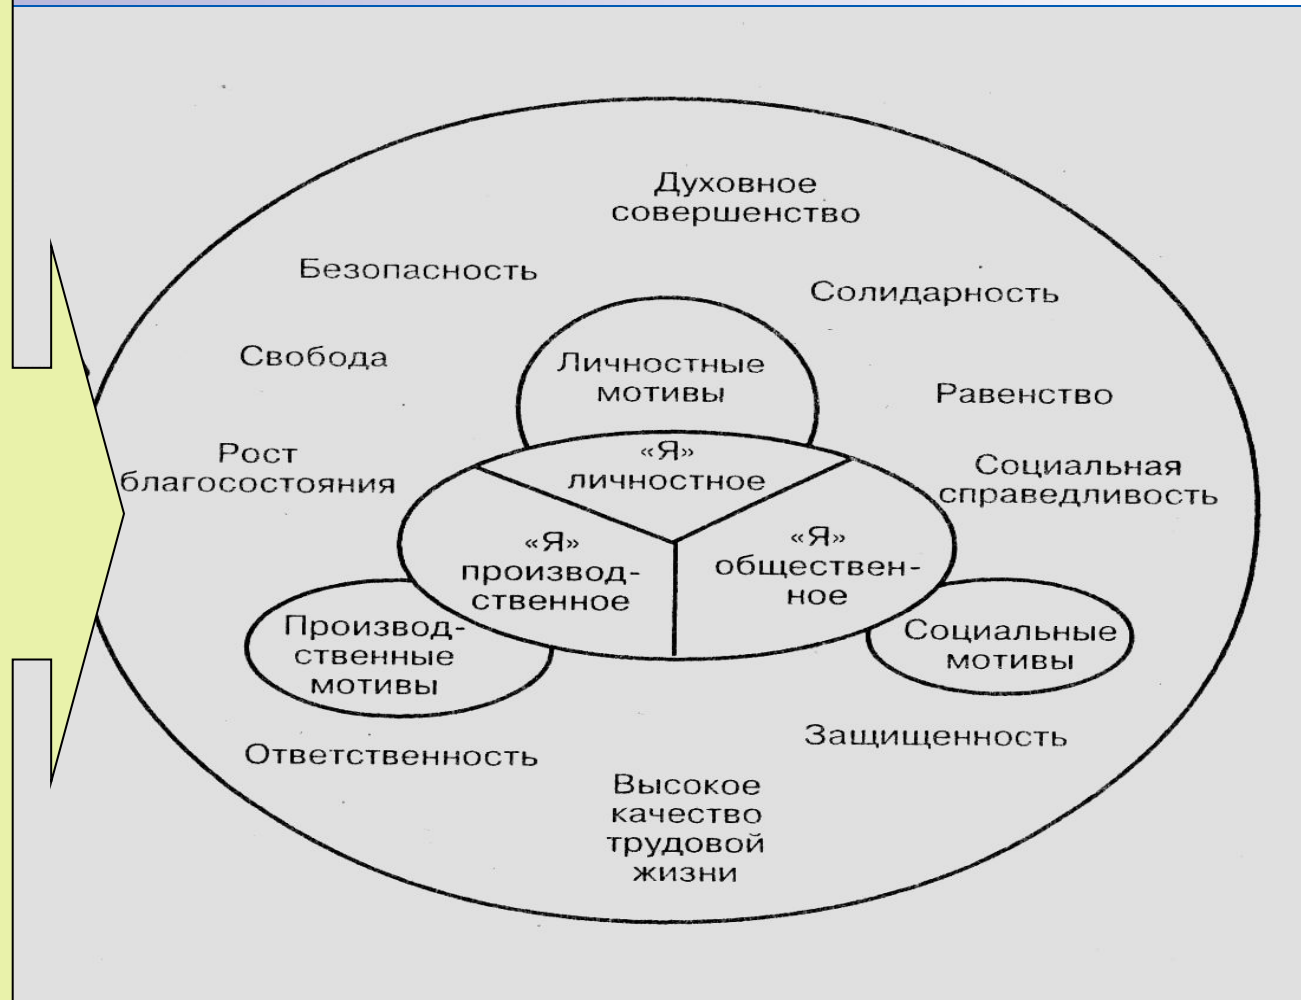 Духовное
совершенство
Безопасность
Солидарность
Свобода
Личностные
мотивы
Равенство
Рост
благосостояния
«Я»
личностное
Социальная
справедливость
«Я»
производ-
ственное
«Я»
обществен-
ное
Производ-
ственные
мотивы
Социальные
мотивы
Ответственность
Защищенность
Высокое
качество
трудовой
жизни